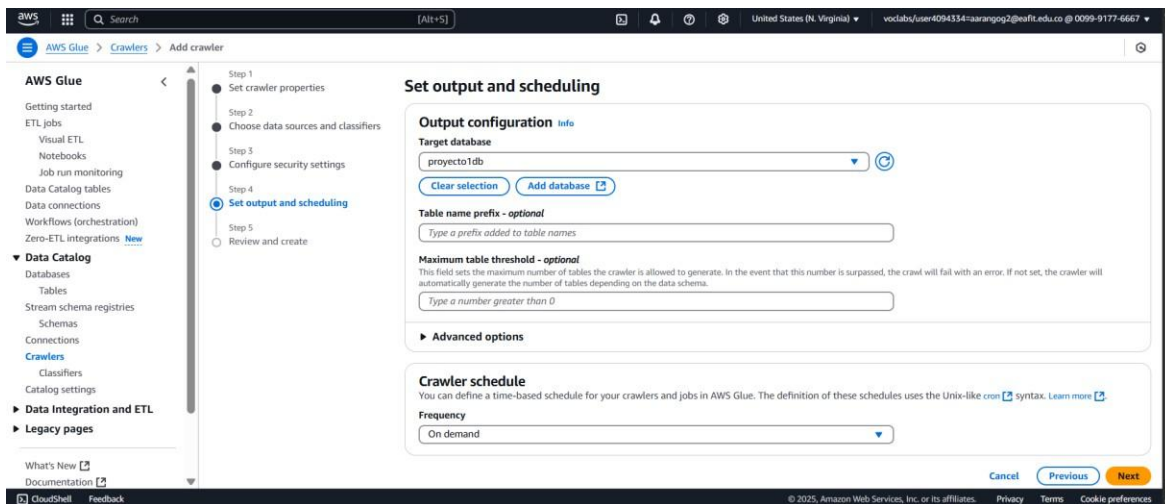 aws
Search
[Alt+S]
United States (N. Virginia)
voclabs/user4094334=aarangog2@eafit.edu.co @ 0099-9177-6667
AWS Glue > Crawlers > Add crawler
AWS Glue
Getting started
ETL jobs
Visual ETL
Notebooks
Job run monitoring
Data Catalog tables
Data connections
Workflows (orchestration)
Zero-ETL integrations New
Data Catalog
Databases
Tables
Stream schema registries
Schemas
Connections
Crawlers
Classifiers
Catalog settings
Data Integration and ETL
Legacy pages
What's New
Documentation
Step 1
Set crawler properties
Step 2
Choose data sources and classifiers
Step 3
Configure security settings
Step 4
Set output and scheduling
Step 5
Review and create
Set output and scheduling
Output configuration Info
Target database
proyecto1db
Clear selection
Add database
Table name prefix - optional
Type a prefix added to table names
Maximum table threshold - optional
This field sets the maximum number of tables the crawler is allowed to generate. In the event that this number is surpassed, the crawl will fail with an error. If not set, the crawler will
automatically generate the number of tables depending on the data schema.
Type a number greater than 0
Advanced options
Crawler schedule
You can define a time-based schedule for your crawlers and jobs in AWS Glue. The definition of these schedules uses the Unix-like cron syntax. Learn more.
Frequency
On demand
Cancel
Previous
Next
CloudShell Feedback
© 2025, Amazon Web Services, Inc. or its affiliates. Privacy Terms Cookie preferences